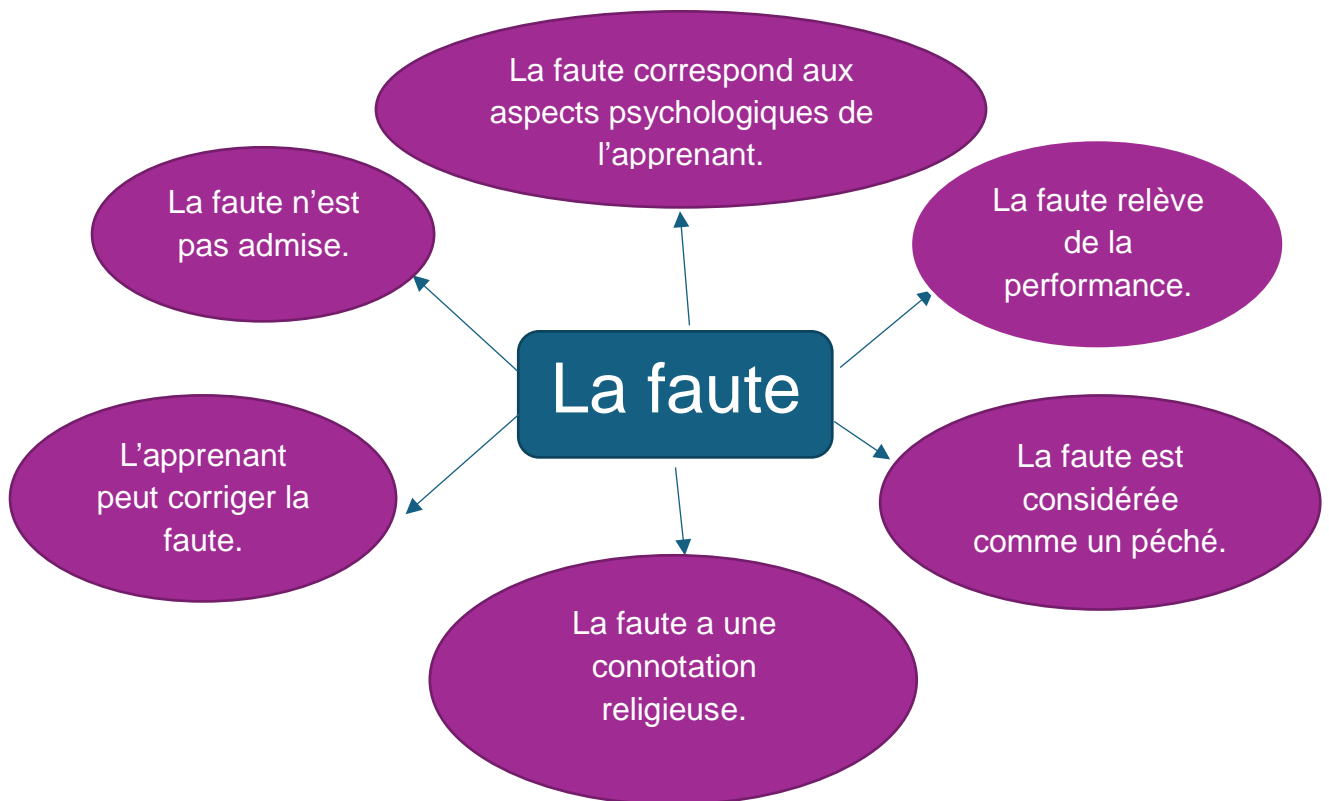 La faute correspond aux
aspects psychologiques de
l’apprenant.
La faute n’est
pas admise.
La faute relève
de la
performance.
La faute
L’apprenant
peut corriger la
faute.
La faute est
considérée
comme un péché.
La faute a une
connotation
religieuse.